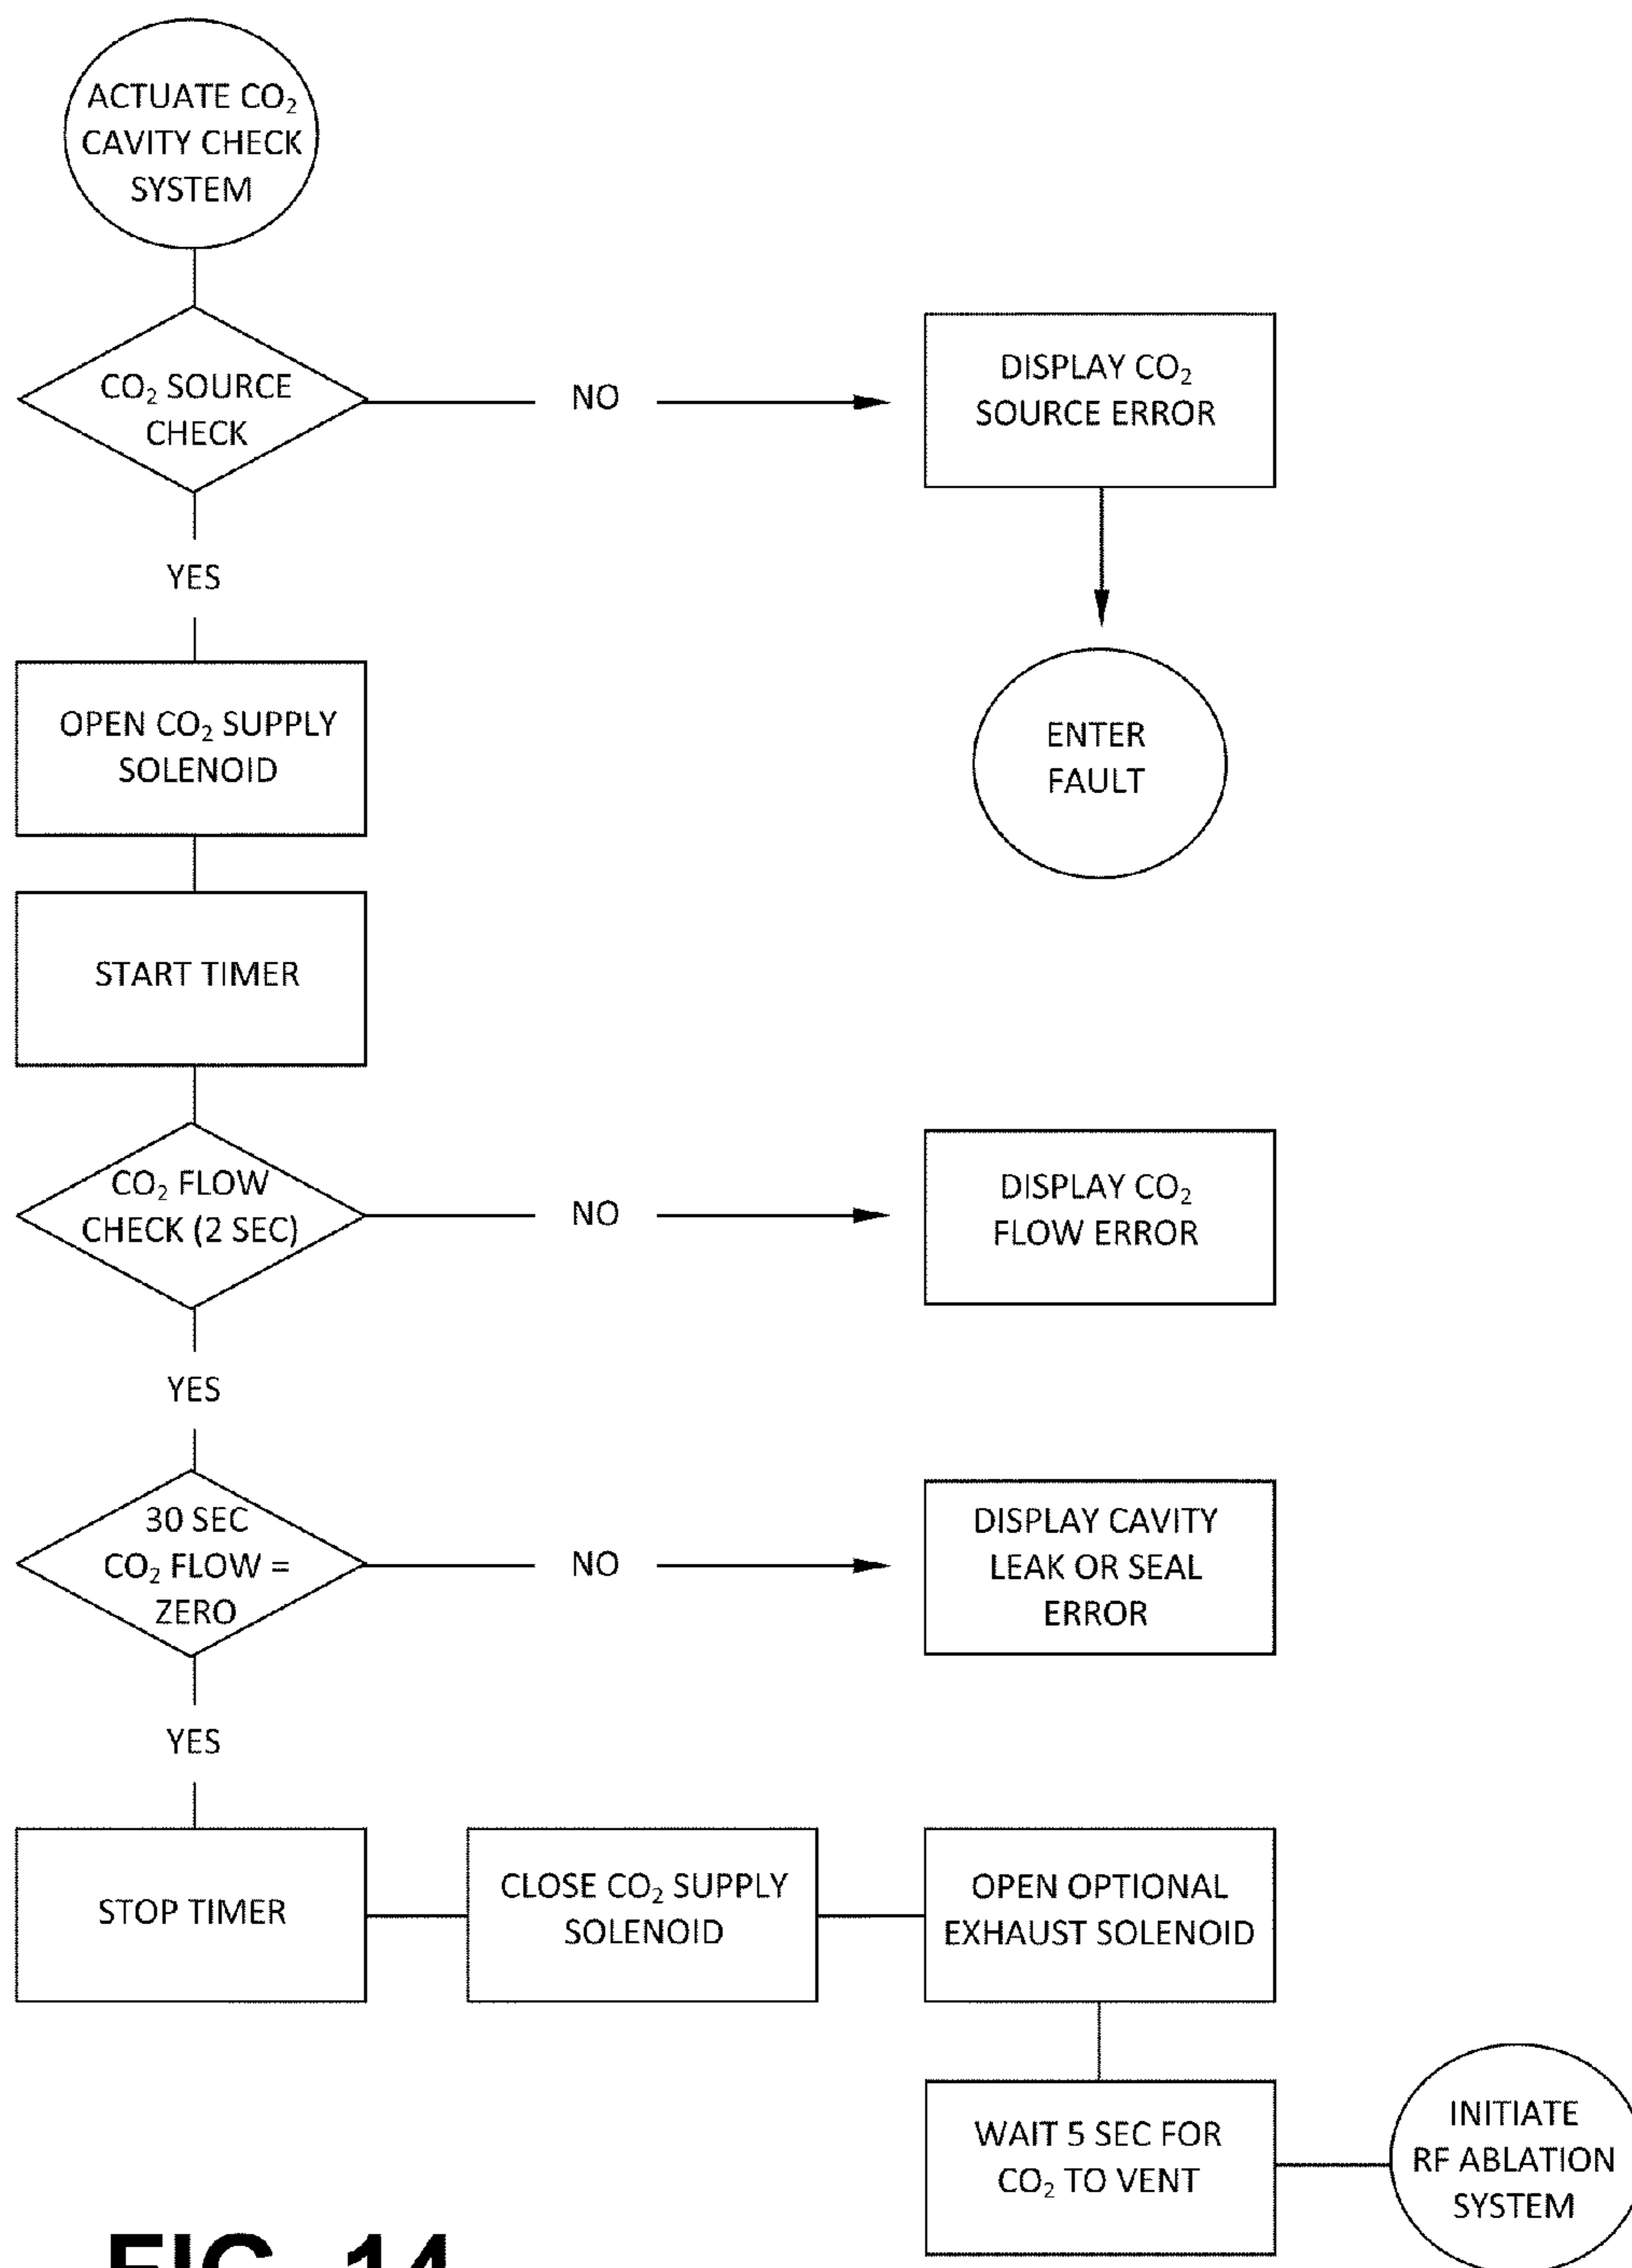 ACTUATE CO₂
CAVITY CHECK
SYSTEM
CO₂ SOURCE
CHECK
NO
DISPLAY CO₂
SOURCE ERROR
YES
ENTER
FAULT
OPEN CO₂ SUPPLY
SOLENOID
START TIMER
CO₂ FLOW
CHECK (2 SEC)
NO
DISPLAY CO₂
FLOW ERROR
YES
30 SEC
CO₂ FLOW =
ZERO
NO
DISPLAY CAVITY
LEAK OR SEAL
ERROR
YES
STOP TIMER
CLOSE CO₂ SUPPLY
SOLENOID
OPEN OPTIONAL
EXHAUST SOLENOID
WAIT 5 SEC FOR
CO₂ TO VENT
INITIATE
RF ABLATION
SYSTEM
FIG. 14